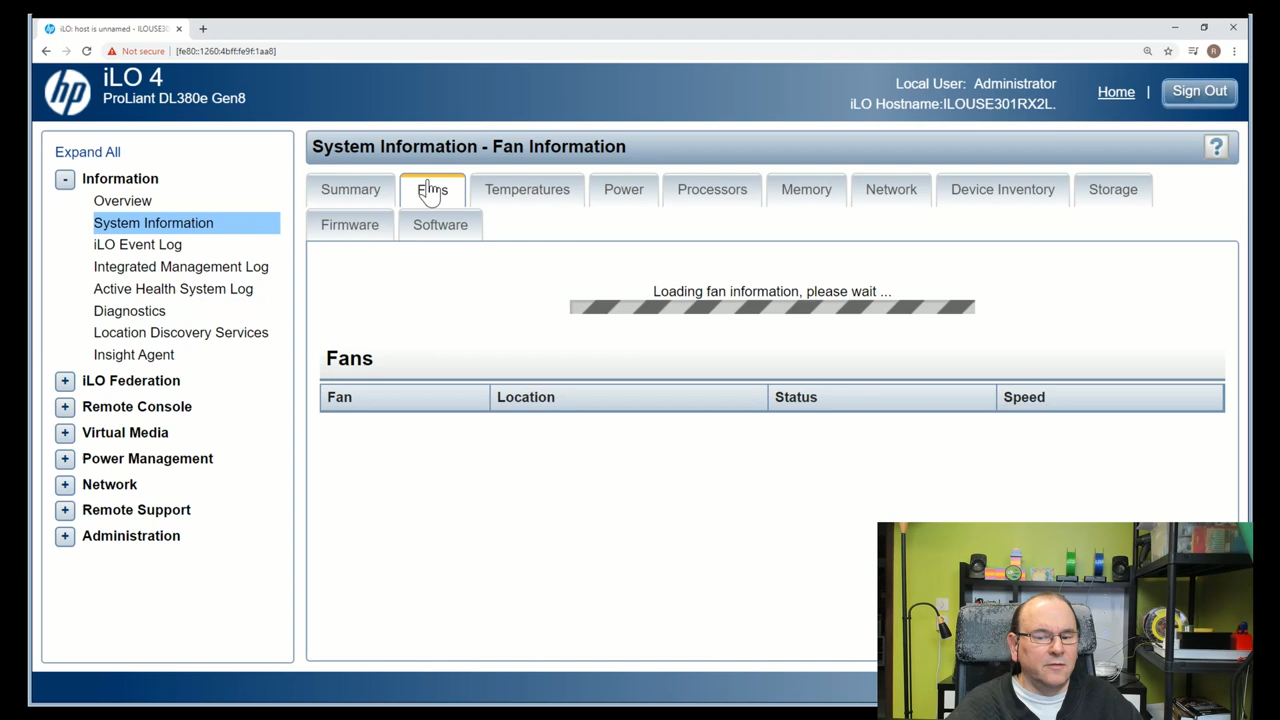 iLO: host is unnamed - ILOUSE30
Not secure | [fe80::1260:4bff:fe9f:1aa8]
R
hp
iLO 4
ProLiant DL380e Gen8
Local User: Administrator
iLO Hostname:ILOUSE301RX2L.
Home |
Sign Out
Expand All
- Information
Overview
System Information
iLO Event Log
Integrated Management Log
Active Health System Log
Diagnostics
Location Discovery Services
Insight Agent
+ iLO Federation
+ Remote Console
+ Virtual Media
+ Power Management
+ Network
+ Remote Support
+ Administration
System Information - Fan Information
?
Summary Fans Temperatures Power Processors Memory Network Device Inventory Storage
Firmware Software
Loading fan information, please wait ...
Fans
Fan Location Status Speed